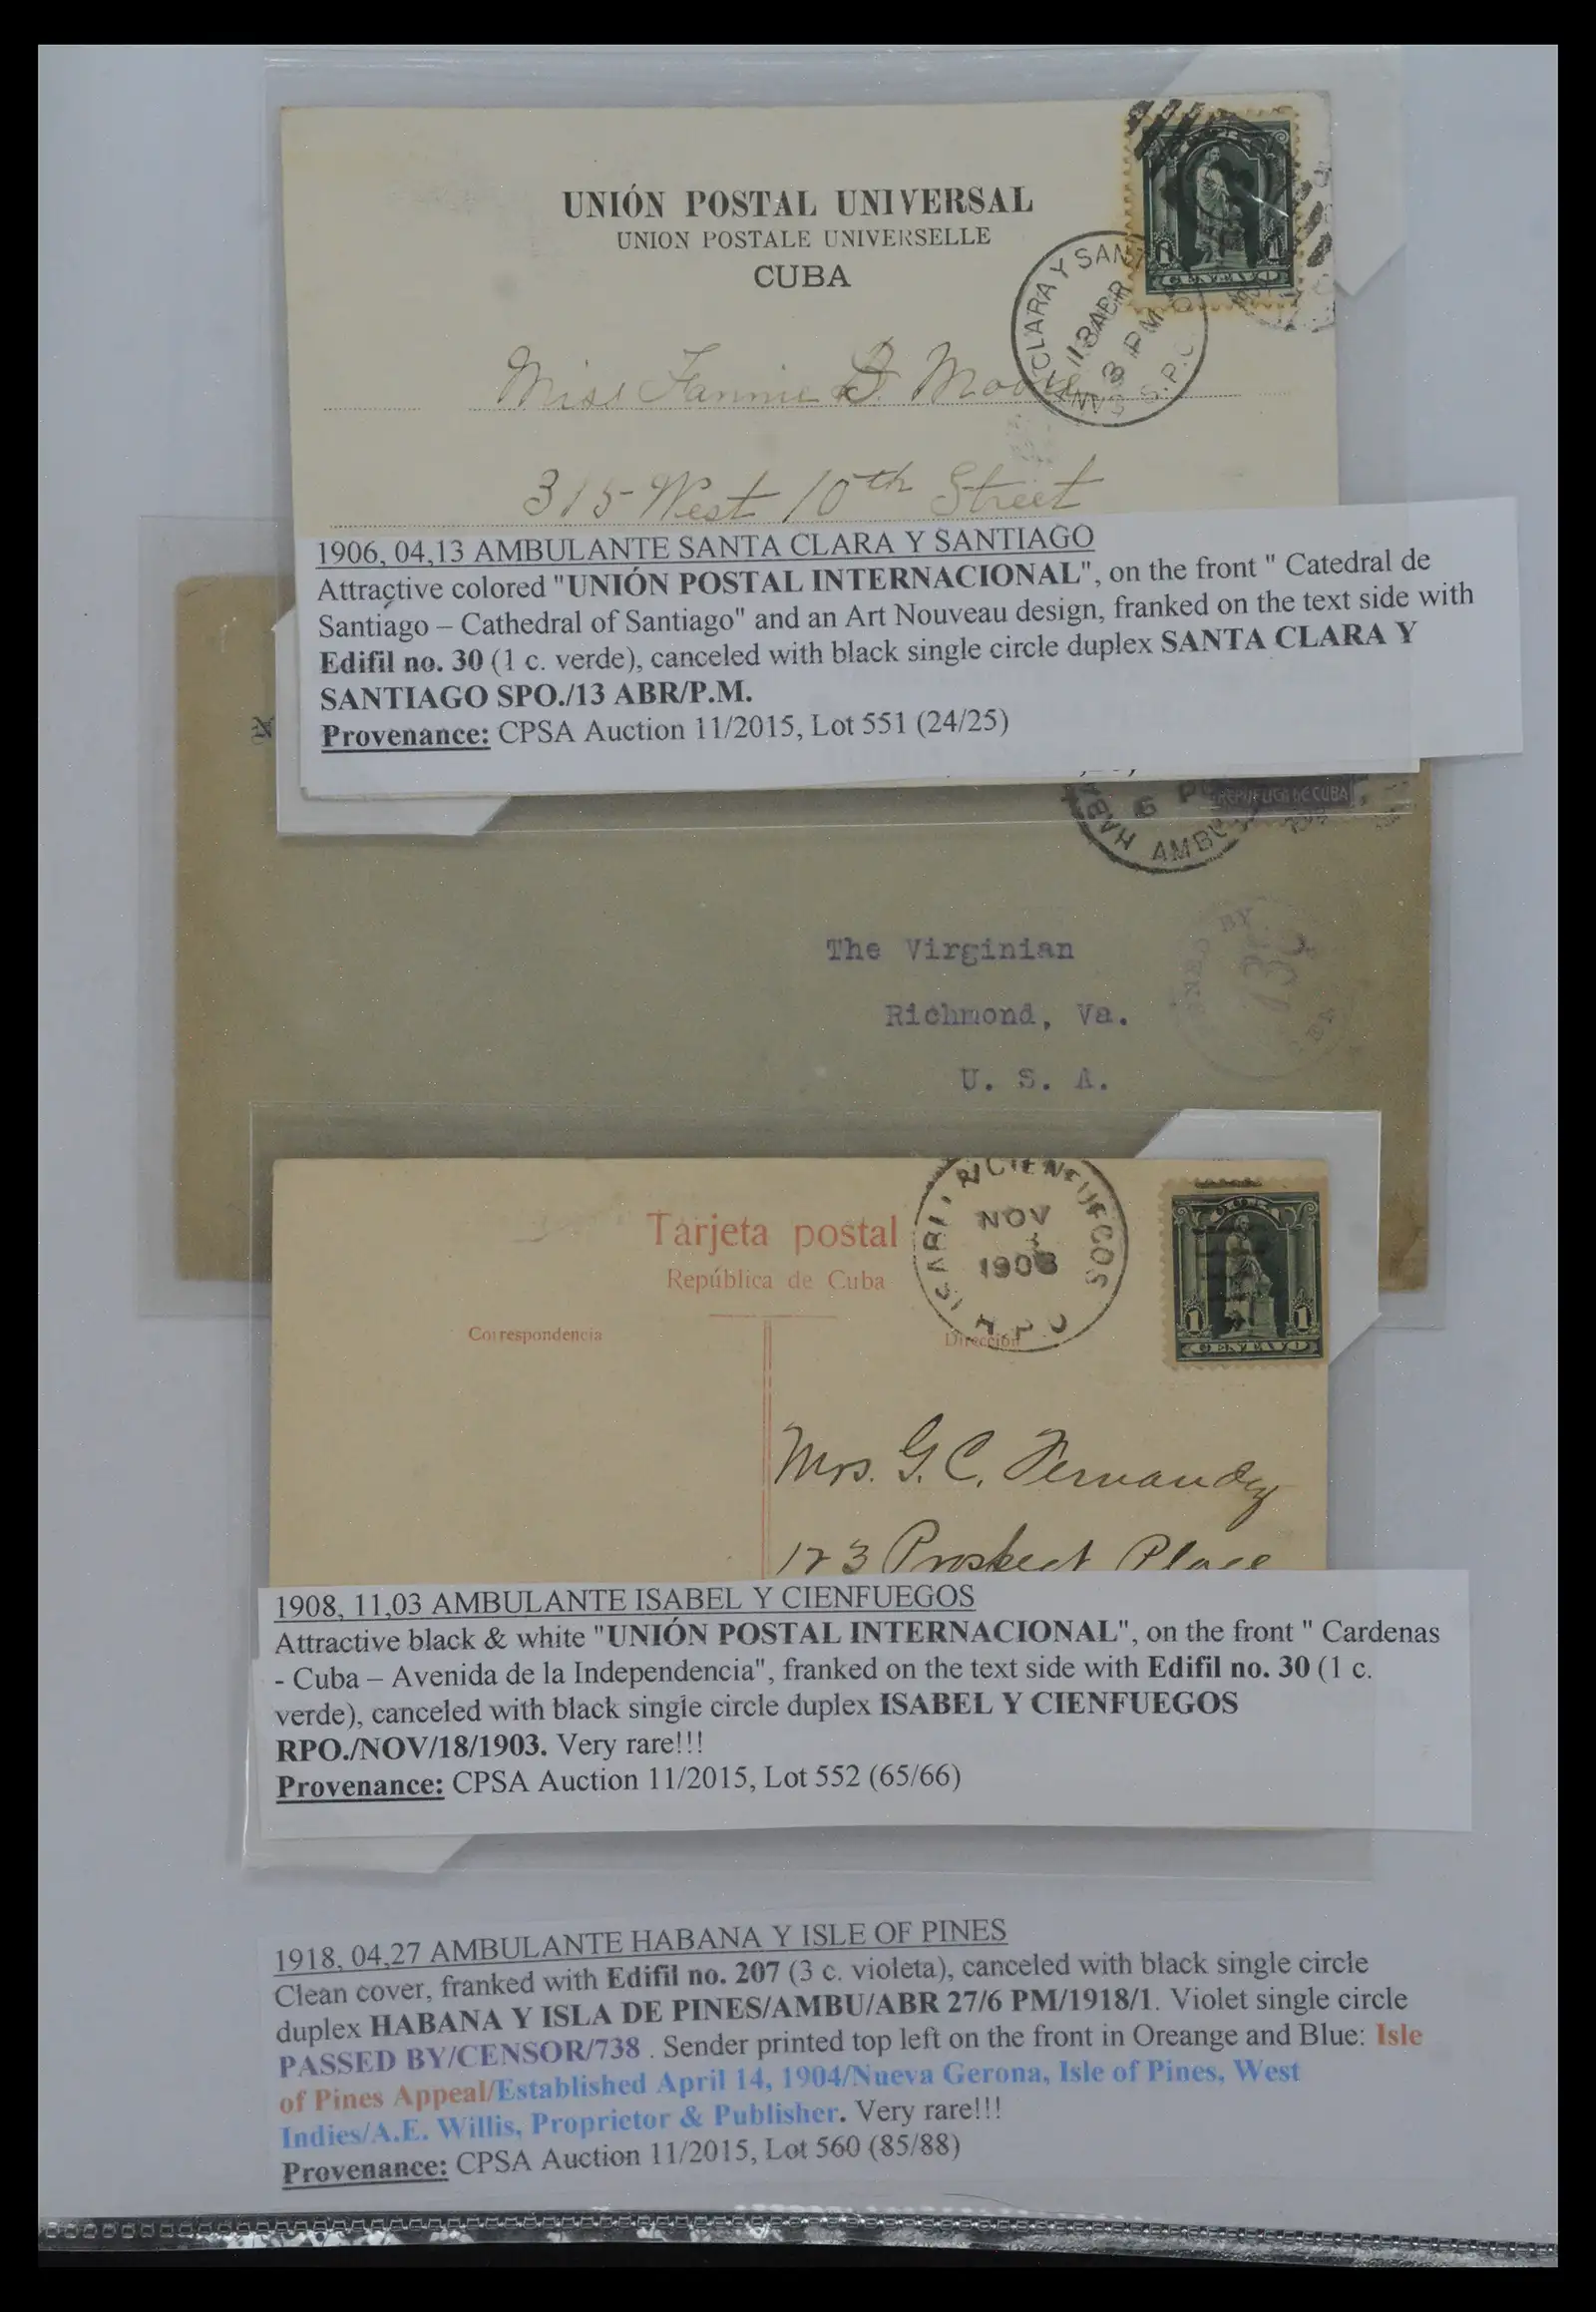 UNIÓN POSTAL UNIVERSAL
UNION POSTALE UNIVERSELLE
CUBA
CENTAVO
CLARA Y SANT
13 ABR
3 PM
S.P.O.
Miss Fannie D. Moore
315 West 10th Street
1906, 04,13 AMBULANTE SANTA CLARA Y SANTIAGO
Attractive colored "UNIÓN POSTAL INTERNACIONAL", on the front " Catedral de
Santiago – Cathedral of Santiago" and an Art Nouveau design, franked on the text side with
Edifil no. 30 (1 c. verde), canceled with black single circle duplex SANTA CLARA Y
SANTIAGO SPO./13 ABR/P.M.
Provenance: CPSA Auction 11/2015, Lot 551 (24/25)
REPUBLICA DE CUBA
HABA
6 P
AMBU
The Virginian
Richmond, Va.
U. S. A.
BY
Tarjeta postal
República de Cuba
Correspondencia
Dirección
CIENFUEGOS
NOV
1908
1 1
CENTAVO
Mrs. G. C. Fernandez
123 Prospect Place
1908, 11,03 AMBULANTE ISABEL Y CIENFUEGOS
Attractive black & white "UNIÓN POSTAL INTERNACIONAL", on the front " Cardenas
- Cuba – Avenida de la Independencia", franked on the text side with Edifil no. 30 (1 c.
verde), canceled with black single circle duplex ISABEL Y CIENFUEGOS
RPO./NOV/18/1903. Very rare!!!
Provenance: CPSA Auction 11/2015, Lot 552 (65/66)
1918, 04,27 AMBULANTE HABANA Y ISLE OF PINES
Clean cover, franked with Edifil no. 207 (3 c. violeta), canceled with black single circle
duplex HABANA Y ISLA DE PINES/AMBU/ABR 27/6 PM/1918/1. Violet single circle
PASSED BY/CENSOR/738 . Sender printed top left on the front in Oreange and Blue: Isle
of Pines Appeal/Established April 14, 1904/Nueva Gerona, Isle of Pines, West
Indies/A.E. Willis, Proprietor & Publisher. Very rare!!!
Provenance: CPSA Auction 11/2015, Lot 560 (85/88)